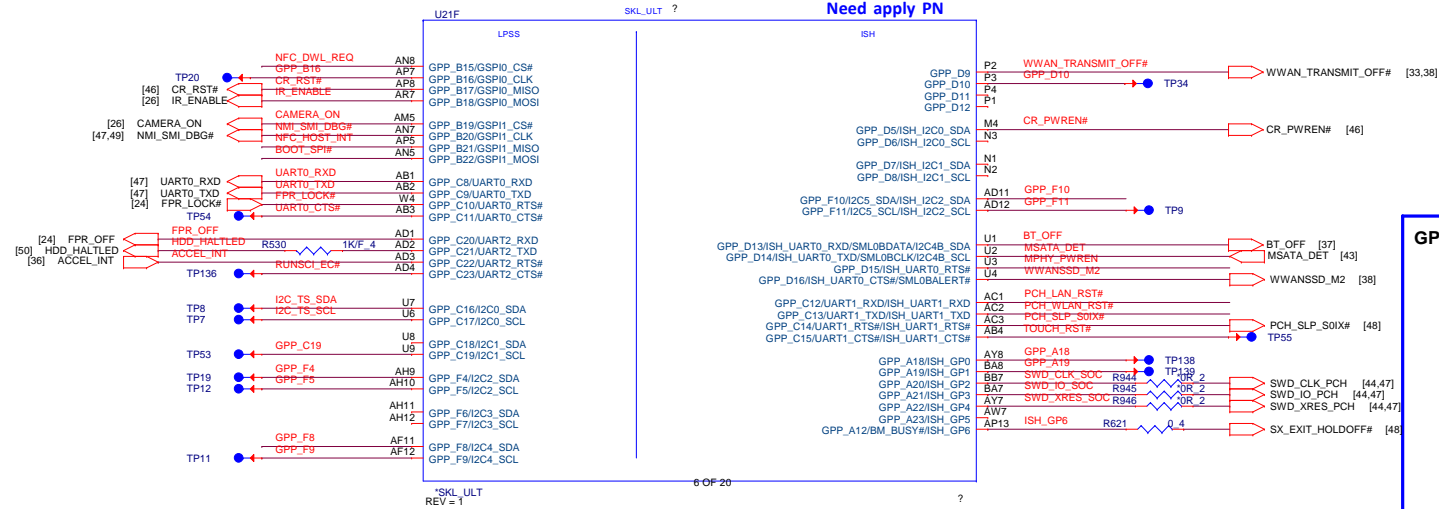 Need apply PN
U21F
SKL_ULT ?
LPSS
ISH
NFC_DWL_REQ AN8 GPP_B15/GSPI0_CS#
TP20 GPP_B16 AP7 GPP_B16/GSPI0_CLK
[46] CR_RST# CR_RST# AP8 GPP_B17/GSPI0_MISO
[26] IR_ENABLE IR_ENABLE AR7 GPP_B18/GSPI0_MOSI
[26] CAMERA_ON CAMERA_ON AM5 GPP_B19/GSPI1_CS#
[47,49] NMI_SMI_DBG# NMI_SMI_DBG# AN7 GPP_B20/GSPI1_CLK
NFC_HOST_INT AP5 GPP_B21/GSPI1_MISO
BOOT_SPI# AN5 GPP_B22/GSPI1_MOSI
[47] UART0_RXD UART0_RXD AB1 GPP_C8/UART0_RXD
[47] UART0_TXD UART0_TXD AB2 GPP_C9/UART0_TXD
[24] FPR_LOCK# FPR_LOCK# W4 GPP_C10/UART0_RTS#
TP54 UART0_CTS# AB3 GPP_C11/UART0_CTS#
[24] FPR_OFF FPR_OFF AD1 GPP_C20/UART2_RXD
[50] HDD_HALTLED HDD_HALTLED R530 1K/F_4 AD2 GPP_C21/UART2_TXD
[36] ACCEL_INT ACCEL_INT AD3 GPP_C22/UART2_RTS#
TP136 RUNSCI_EC# AD4 GPP_C23/UART2_CTS#
TP8 I2C_TS_SDA U7 GPP_C16/I2C0_SDA
TP7 I2C_TS_SCL U6 GPP_C17/I2C0_SCL
U8 GPP_C18/I2C1_SDA
TP53 GPP_C19 U9 GPP_C19/I2C1_SCL
TP19 GPP_F4 AH9 GPP_F4/I2C2_SDA
TP12 GPP_F5 AH10 GPP_F5/I2C2_SCL
AH11 GPP_F6/I2C3_SDA
AH12 GPP_F7/I2C3_SCL
GPP_F8 AF11 GPP_F8/I2C4_SDA
TP11 GPP_F9 AF12 GPP_F9/I2C4_SCL
GPP_D9 P2 WWAN_TRANSMIT_OFF# WWAN_TRANSMIT_OFF# [33,38]
GPP_D10 P3 GPP_D10 TP34
GPP_D11 P4
GPP_D12 P1
GPP_D5/ISH_I2C0_SDA M4 CR_PWREN# CR_PWREN# [46]
GPP_D6/ISH_I2C0_SCL N3
GPP_D7/ISH_I2C1_SDA N1
GPP_D8/ISH_I2C1_SCL N2
GPP_F10/I2C5_SDA/ISH_I2C2_SDA AD11 GPP_F10
GPP_F11/I2C5_SCL/ISH_I2C2_SCL AD12 GPP_F11 TP9
GPP_D13/ISH_UART0_RXD/SML0BDATA/I2C4B_SDA U1 BT_OFF BT_OFF [37]
GPP_D14/ISH_UART0_TXD/SML0BCLK/I2C4B_SCL U2 MSATA_DET MSATA_DET [43]
GPP_D15/ISH_UART0_RTS# U3 MPHY_PWREN
GPP_D16/ISH_UART0_CTS#/SML0BALERT# U4 WWANSSD_M2 WWANSSD_M2 [38]
GPP_C12/UART1_RXD/ISH_UART1_RXD AC1 PCH_LAN_RST#
GPP_C13/UART1_TXD/ISH_UART1_TXD AC2 PCH_WLAN_RST#
GPP_C14/UART1_RTS#/ISH_UART1_RTS# AC3 PCH_SLP_S0IX# PCH_SLP_S0IX# [48]
GPP_C15/UART1_CTS#/ISH_UART1_CTS# AB4 TOUCH_RST# TP55
GPP_A18/ISH_GP0 AY8 GPP_A18 TP138
GPP_A19/ISH_GP1 BA8 GPP_A19 TP139
GPP_A20/ISH_GP2 BB7 SWD_CLK_SOC R944 *0R_2 SWD_CLK_PCH [44,47]
GPP_A21/ISH_GP3 BA7 SWD_IO_SOC R945 *0R_2 SWD_IO_PCH [44,47]
GPP_A22/ISH_GP4 AY7 SWD_XRES_SOC R946 *0R_2 SWD_XRES_PCH [44,47]
GPP_A23/ISH_GP5 AW7
GPP_A12/BM_BUSY#/ISH_GP6 AP13 ISH_GP6 R621 0_4 SX_EXIT_HOLDOFF# [48]
GP
6 OF 20
*SKL_ULT
REV = 1
?